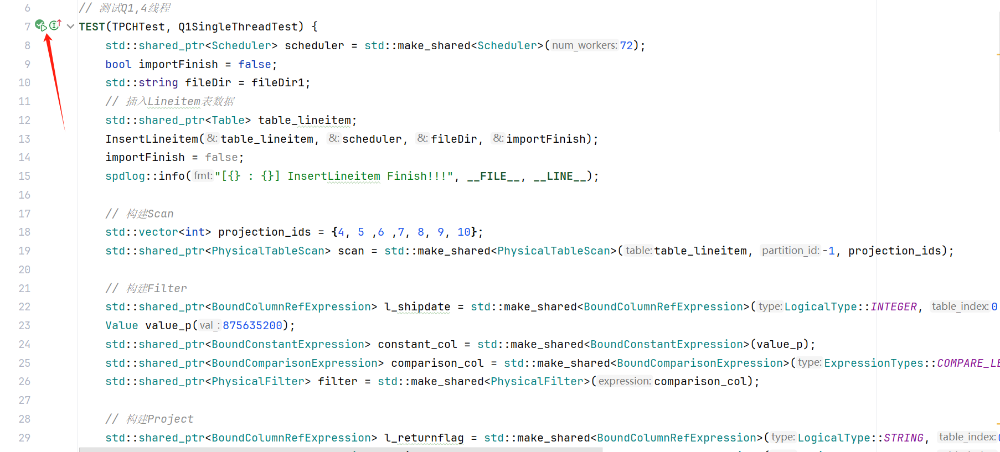 6 // 测试Q1,4线程
7 TEST(TPCHTest, Q1SingleThreadTest) {
8 std::shared_ptr<Scheduler> scheduler = std::make_shared<Scheduler>(num_workers: 72);
9 bool importFinish = false;
10 std::string fileDir = fileDir1;
11 // 插入Lineitem表数据
12 std::shared_ptr<Table> table_lineitem;
13 InsertLineitem(&: table_lineitem, &: scheduler, &: fileDir, &: importFinish);
14 importFinish = false;
15 spdlog::info(fmt: "[{} : {}] InsertLineitem Finish!!!", __FILE__, __LINE__);
16
17 // 构建Scan
18 std::vector<int> projection_ids = {4, 5 ,6 ,7, 8, 9, 10};
19 std::shared_ptr<PhysicalTableScan> scan = std::make_shared<PhysicalTableScan>(table: table_lineitem, partition_id: -1, projection_ids);
20
21 // 构建Filter
22 std::shared_ptr<BoundColumnRefExpression> l_shipdate = std::make_shared<BoundColumnRefExpression>(type: LogicalType::INTEGER, table_index: 0
23 Value value_p(val_: 875635200);
24 std::shared_ptr<BoundConstantExpression> constant_col = std::make_shared<BoundConstantExpression>(value_p);
25 std::shared_ptr<BoundComparisonExpression> comparison_col = std::make_shared<BoundComparisonExpression>(type: ExpressionTypes::COMPARE_LE
26 std::shared_ptr<PhysicalFilter> filter = std::make_shared<PhysicalFilter>(expression: comparison_col);
27
28 // 构建Project
29 std::shared_ptr<BoundColumnRefExpression> l_returnflag = std::make_shared<BoundColumnRefExpression>(type: LogicalType::STRING, table_index: